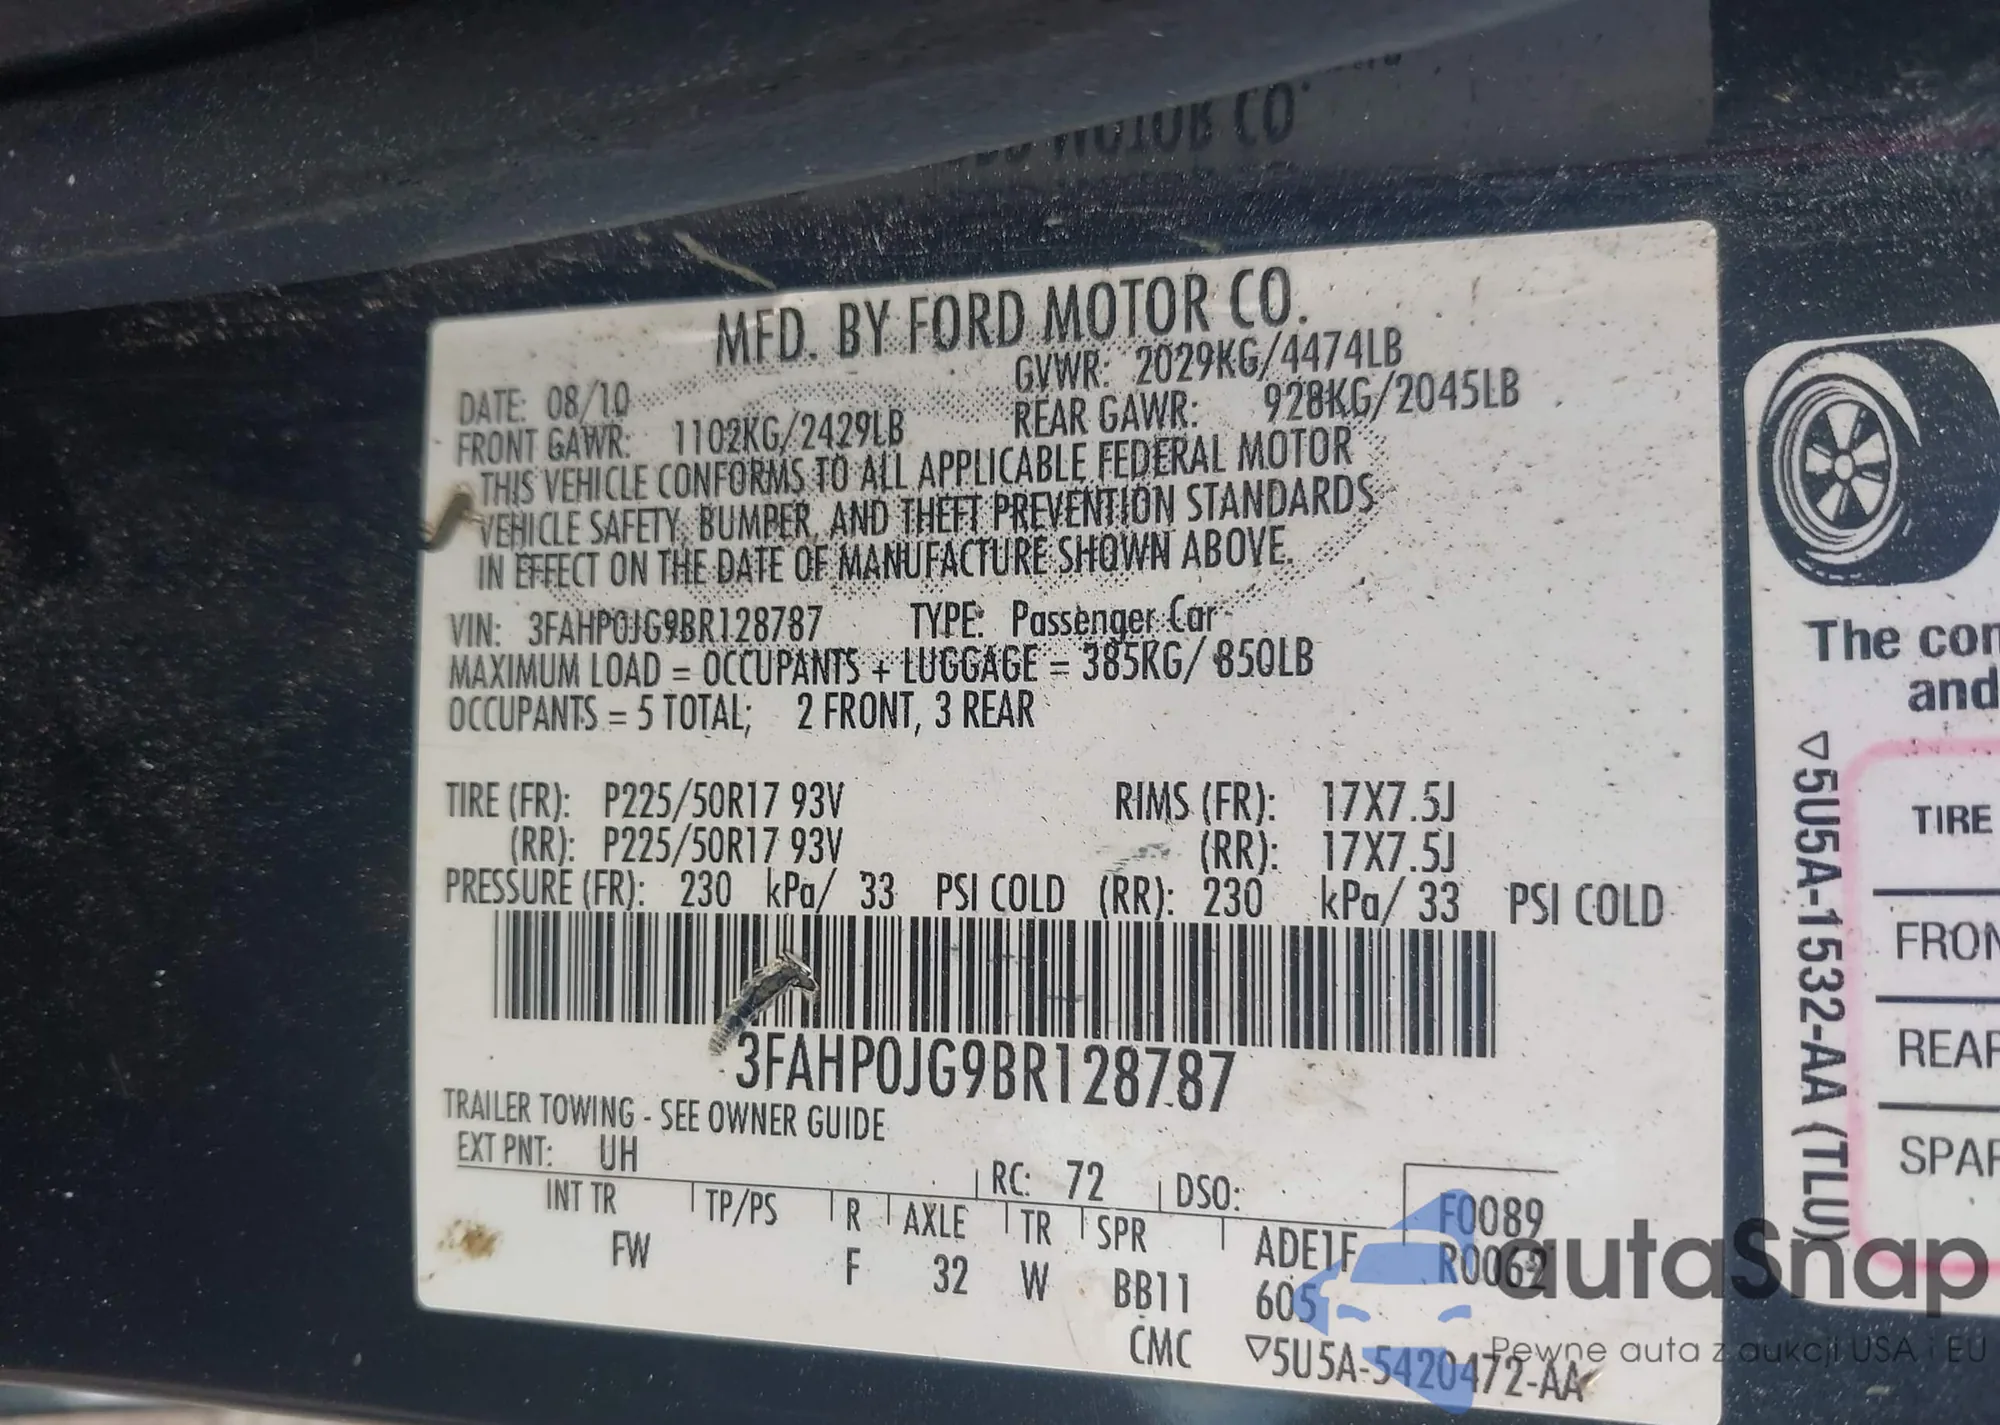 MOTOR CO.
MFD. BY FORD MOTOR CO.
DATE: 08/10
GVWR: 2029KG/4474LB
FRONT GAWR: 1102KG/2429LB
REAR GAWR: 928KG/2045LB
THIS VEHICLE CONFORMS TO ALL APPLICABLE FEDERAL MOTOR
VEHICLE SAFETY, BUMPER, AND THEFT PREVENTION STANDARDS
IN EFFECT ON THE DATE OF MANUFACTURE SHOWN ABOVE.
VIN: 3FAHP0JG9BR128787 TYPE: Passenger Car
MAXIMUM LOAD = OCCUPANTS + LUGGAGE = 385KG/ 850LB
OCCUPANTS = 5 TOTAL; 2 FRONT, 3 REAR
TIRE (FR): P225/50R17 93V RIMS (FR): 17X7.5J
(RR): P225/50R17 93V (RR): 17X7.5J
PRESSURE (FR): 230 kPa/ 33 PSI COLD (RR): 230 kPa/ 33 PSI COLD
3FAHP0JG9BR128787
TRAILER TOWING - SEE OWNER GUIDE
EXT PNT: UH RC: 72 DSO:
INT TR TP/PS R AXLE TR SPR ADE1F F0089
FW F 32 W BB11 605 R0062
CMC ▽5U5A-5420472-AA
The con
and
▽5U5A-1532-AA (TLU)
TIRE
FRON
REAR
SPAR
autaSnap
Pewne auta z aukcji USA i EU